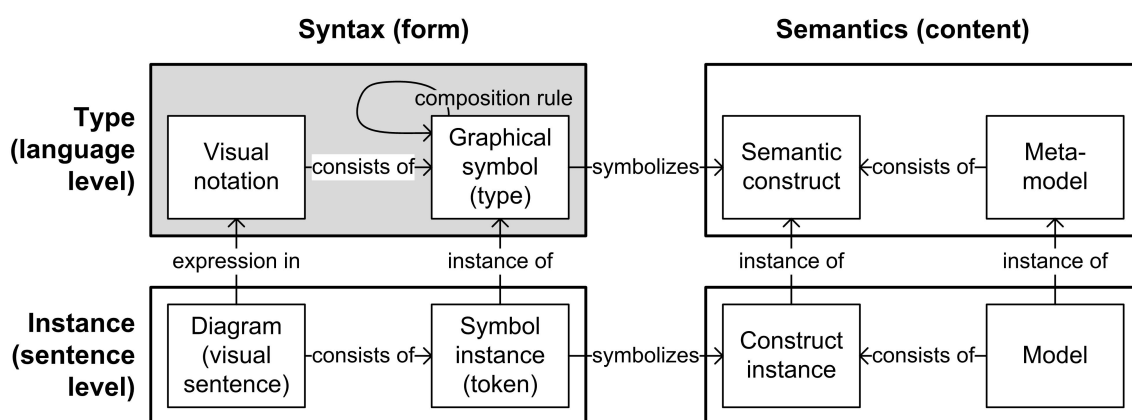 Syntax (form)
Semantics (content)
Type
(language
level)
composition rule
Visual
notation
consists of
Graphical
symbol
(type)
symbolizes
Semantic
construct
consists of
Meta-
model
expression in
instance of
instance of
instance of
Instance
(sentence
level)
Diagram
(visual
sentence)
consists of
Symbol
instance
(token)
symbolizes
Construct
instance
consists of
Model